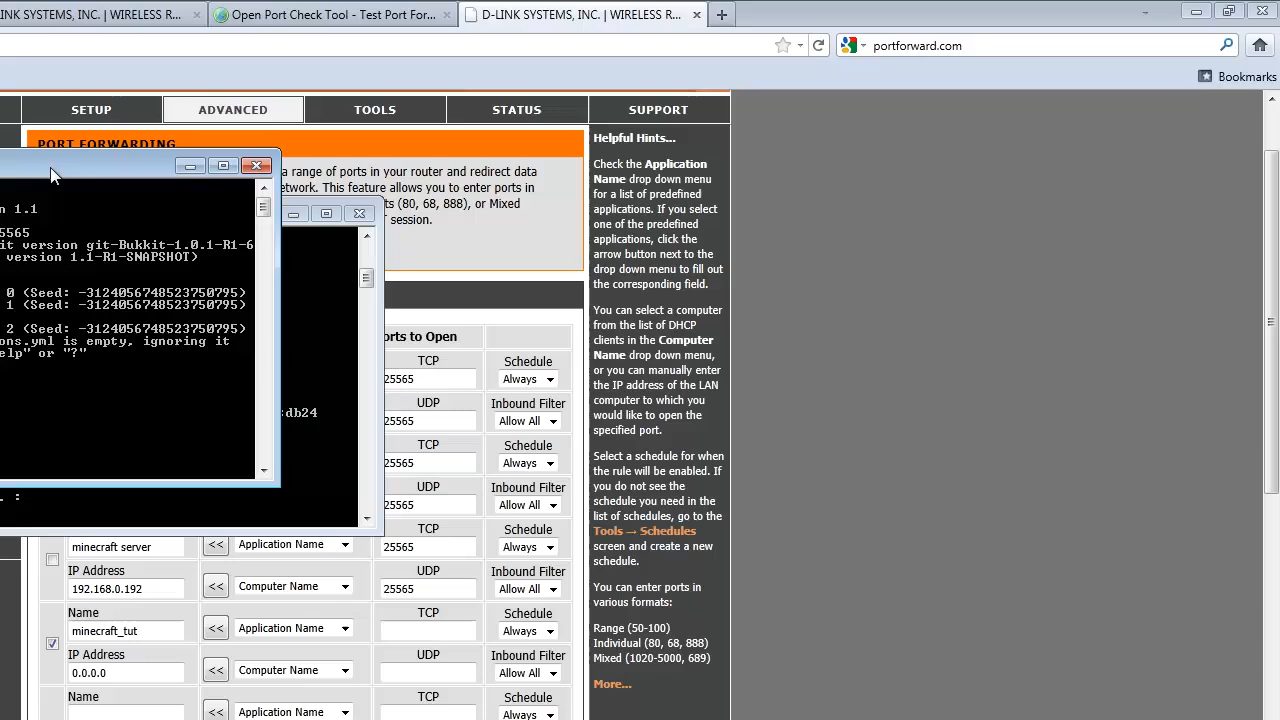 LINK SYSTEMS, INC. | WIRELESS R...
Open Port Check Tool - Test Port For...
D-LINK SYSTEMS, INC. | WIRELESS R...
portforward.com
Bookmarks
SETUP
ADVANCED
TOOLS
STATUS
SUPPORT
PORT FORWARDING
a range of ports in your router and redirect data
etwork. This feature allows you to enter ports in
ts (80, 68, 888), or Mixed
session.
n 1.1
5565
it version git-Bukkit-1.0.1-R1-6
version 1.1-R1-SNAPSHOT)
0 (Seed: -3124056748523750795)
1 (Seed: -3124056748523750795)
2 (Seed: -3124056748523750795)
ons.yml is empty, ignoring it
elp" or "?"
:db24
. :
orts to Open
TCP
Schedule
25565
Always
UDP
Inbound Filter
25565
Allow All
TCP
Schedule
25565
Always
UDP
Inbound Filter
25565
Allow All
TCP
Schedule
minecraft server
<<
Application Name
25565
Always
IP Address
UDP
Inbound Filter
192.168.0.192
<<
Computer Name
25565
Allow All
Name
TCP
Schedule
minecraft_tut
<<
Application Name
Always
IP Address
UDP
Inbound Filter
0.0.0.0
<<
Computer Name
Allow All
Name
TCP
Schedule
<<
Application Name
Always
Helpful Hints...
Check the Application
Name drop down menu
for a list of predefined
applications. If you select
one of the predefined
applications, click the
arrow button next to the
drop down menu to fill out
the corresponding field.
You can select a computer
from the list of DHCP
clients in the Computer
Name drop down menu,
or you can manually enter
the IP address of the LAN
computer to which you
would like to open the
specified port.
Select a schedule for when
the rule will be enabled. If
you do not see the
schedule you need in the
list of schedules, go to the
Tools → Schedules
screen and create a new
schedule.
You can enter ports in
various formats:
Range (50-100)
Individual (80, 68, 888)
Mixed (1020-5000, 689)
More...